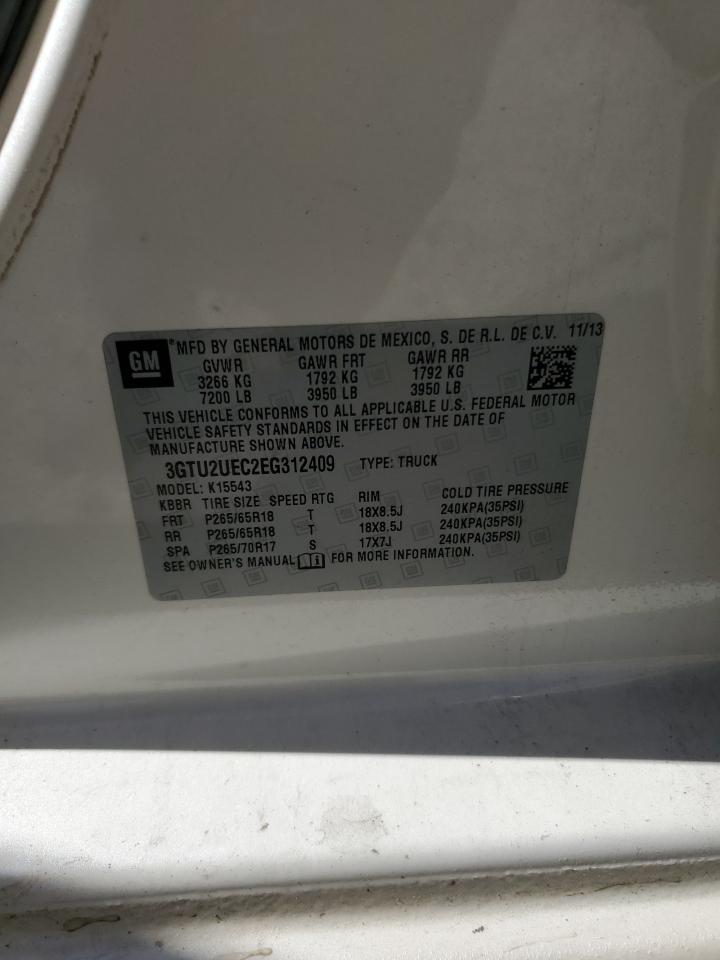 GM ® MFD BY GENERAL MOTORS DE MEXICO, S. DE R.L. DE C.V. 11/13
GVWR GAWR FRT GAWR RR
3266 KG 1792 KG 1792 KG
7200 LB 3950 LB 3950 LB
THIS VEHICLE CONFORMS TO ALL APPLICABLE U.S. FEDERAL MOTOR
VEHICLE SAFETY STANDARDS IN EFFECT ON THE DATE OF
MANUFACTURE SHOWN ABOVE.
3GTU2UEC2EG312409 TYPE: TRUCK
MODEL: K15543
KBBR TIRE SIZE SPEED RTG RIM COLD TIRE PRESSURE
FRT P265/65R18 T 18X8.5J 240KPA(35PSI)
RR P265/65R18 T 18X8.5J 240KPA(35PSI)
SPA P265/70R17 S 17X7J 240KPA(35PSI)
SEE OWNER'S MANUAL FOR MORE INFORMATION.